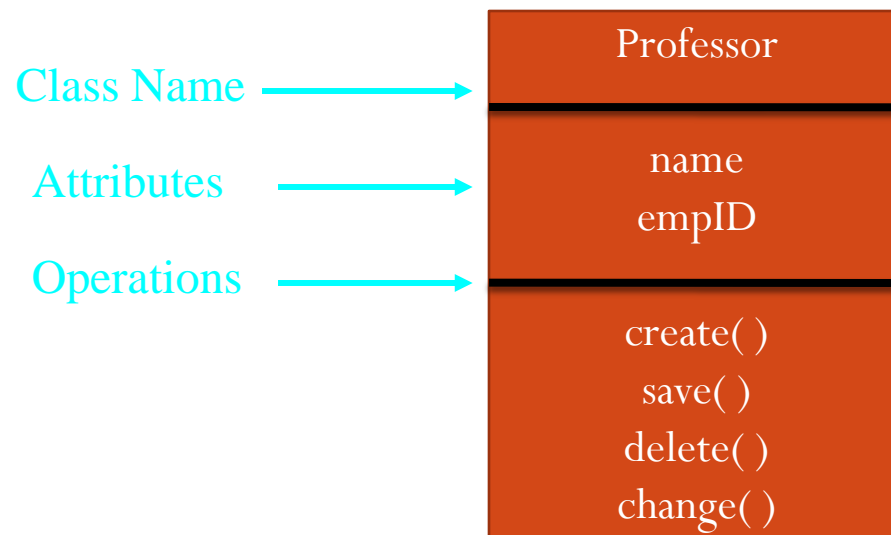 Professor
Class Name
name
Attributes
empID
Operations
create( )
save( )
delete( )
change( )